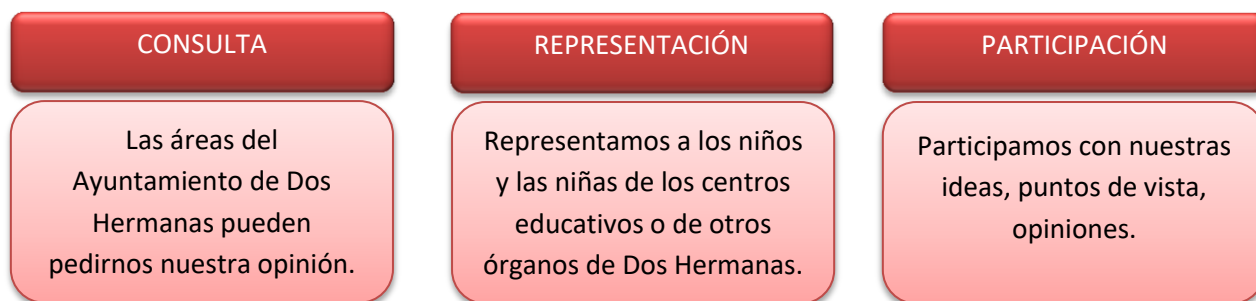 CONSULTA
Las áreas del
Ayuntamiento de Dos
Hermanas pueden
pedirnos nuestra opinión.
REPRESENTACIÓN
Representamos a los niños
y las niñas de los centros
educativos o de otros
órganos de Dos Hermanas.
PARTICIPACIÓN
Participamos con nuestras
ideas, puntos de vista,
opiniones.